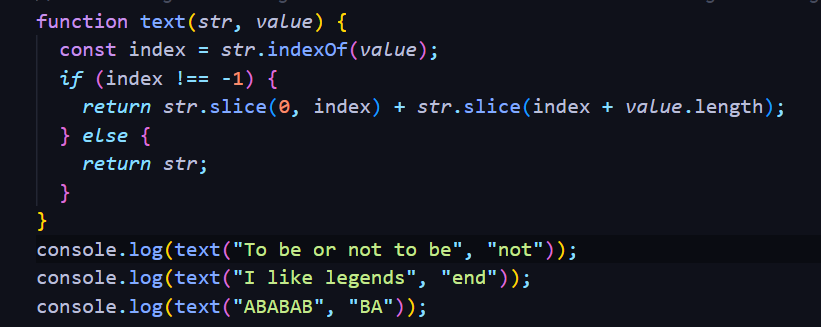 function text(str, value) {
  const index = str.indexOf(value);
  if (index !== -1) {
    return str.slice(0, index) + str.slice(index + value.length);
  } else {
    return str;
  }
}
console.log(text("To be or not to be", "not"));
console.log(text("I like legends", "end"));
console.log(text("ABABAB", "BA"));